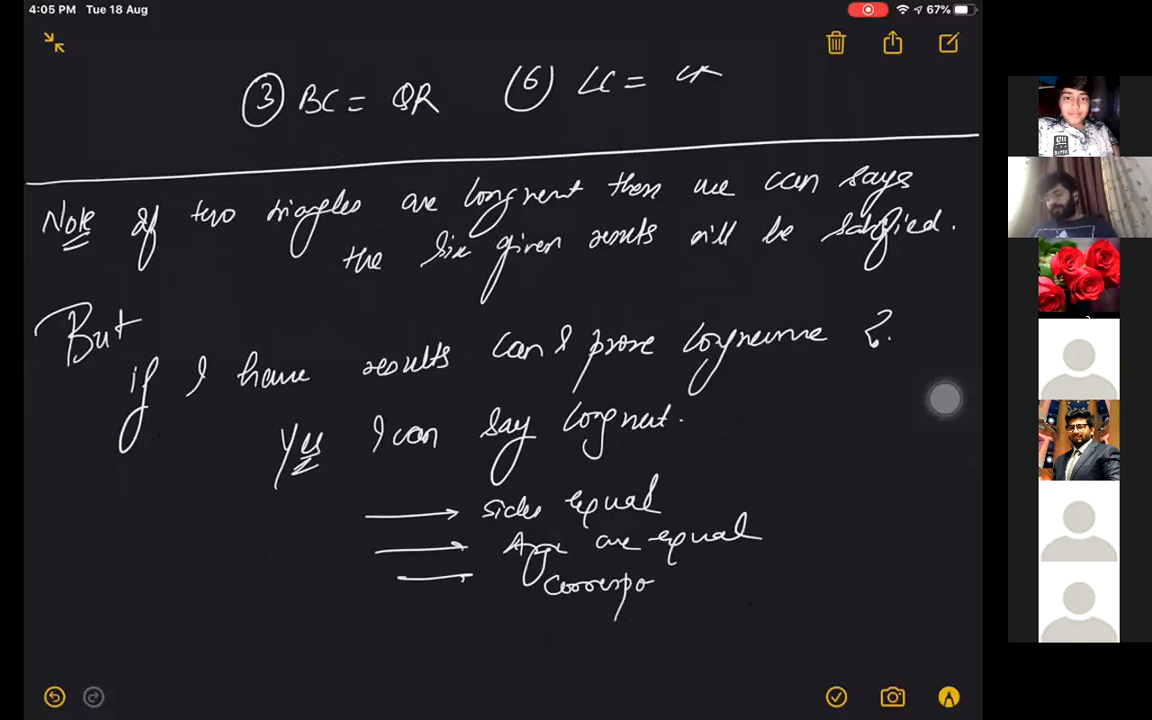 4:05 PM Tue 18 Aug
67%
③ BC = QR ⑥ ∠C =
Note If two triangles are congruent then we can says
the six given results will be satisfied.
But
if I have results can I prove congruence ?
Yes I can say congruent.
→ sides equal
→ are equal
Correspo